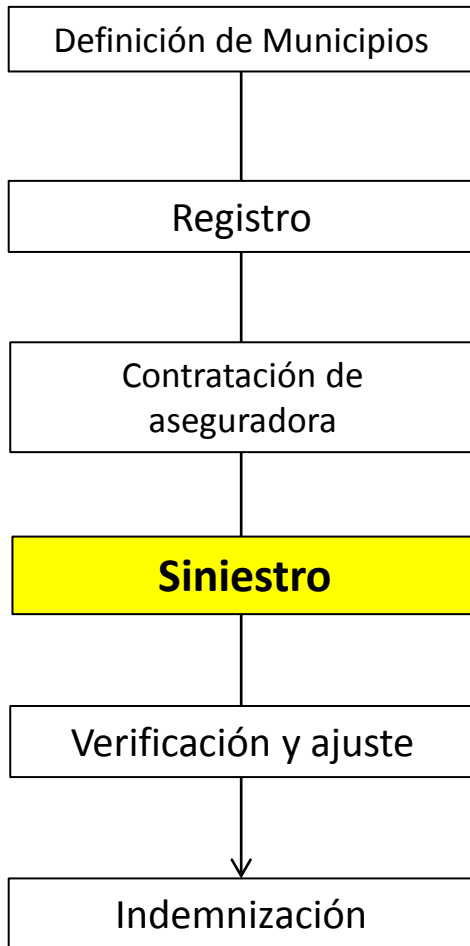 Definición de Municipios
Registro
Contratación de
aseguradora
Siniestro
Verificación y ajuste
Indemnización